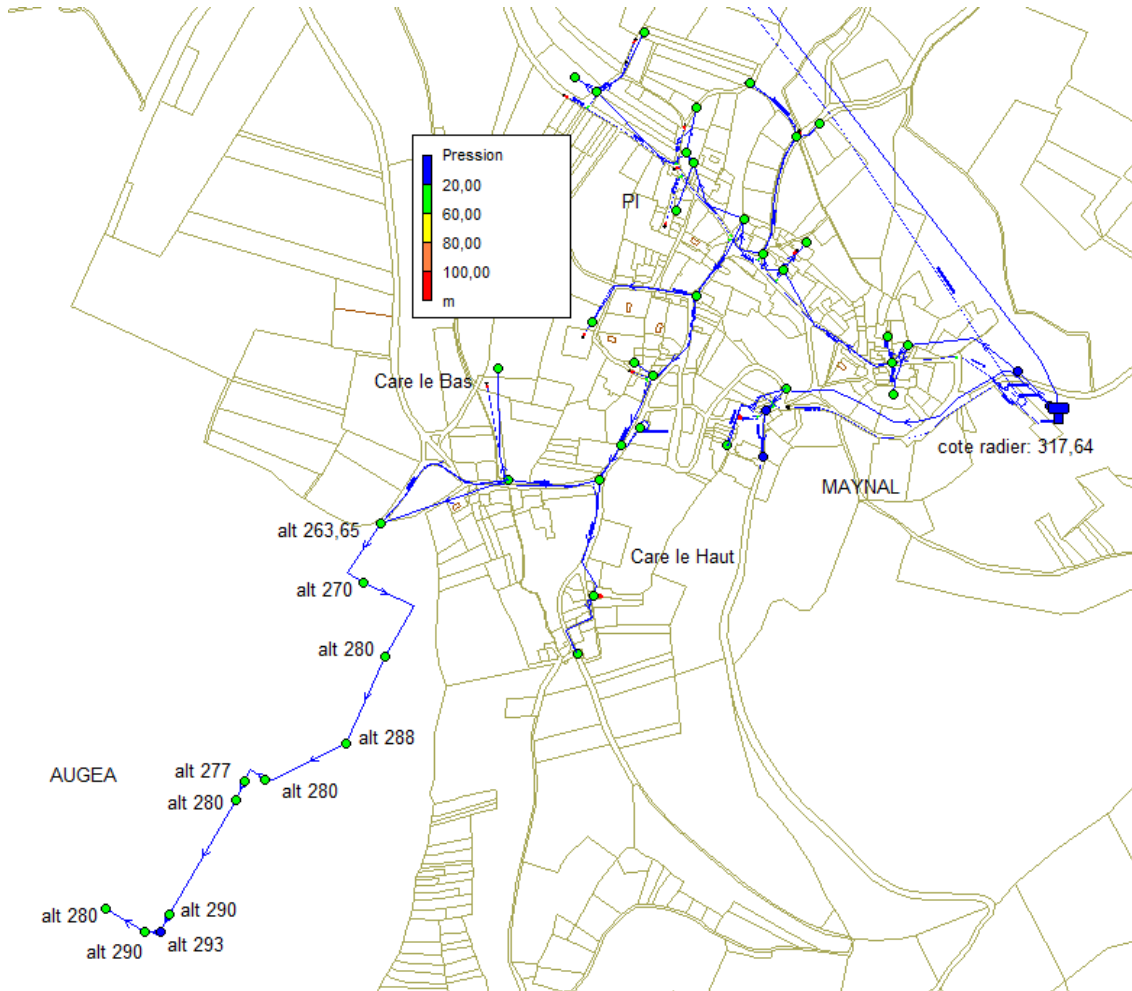 Pression
20,00
60,00
80,00
100,00
m
PI
Care le Bas
cote radier: 317,64
MAYNAL
alt 263,65
Care le Haut
alt 270
alt 280
alt 288
AUGEA
alt 277
alt 280
alt 280
alt 280
alt 290
alt 293
alt 290